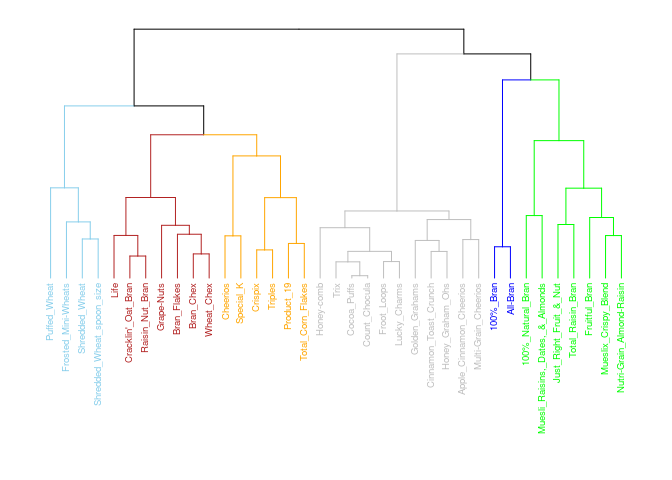 Puffed_Wheat
Frosted_Mini-Wheats
Shredded_Wheat
Shredded_Wheat_spoon_size
Life
Cracklin'_Oat_Bran
Raisin_Nut_Bran
Grape-Nuts
Bran_Flakes
Bran_Chex
Wheat_Chex
Cheerios
Special_K
Crispix
Triples
Product_19
Total_Corn_Flakes
Honey-comb
Trix
Cocoa_Puffs
Count_Chocula
Froot_Loops
Lucky_Charms
Golden_Grahams
Cinnamon_Toast_Crunch
Honey_Graham_Ohs
Apple_Cinnamon_Cheerios
Multi-Grain_Cheerios
100%_Bran
All-Bran
100%_Natural_Bran
Muesli_Raisins,_Dates,_&_Almonds
Just_Right_Fruit_&_Nut
Total_Raisin_Bran
Fruitful_Bran
Mueslix_Crispy_Blend
Nutri-Grain_Almond-Raisin